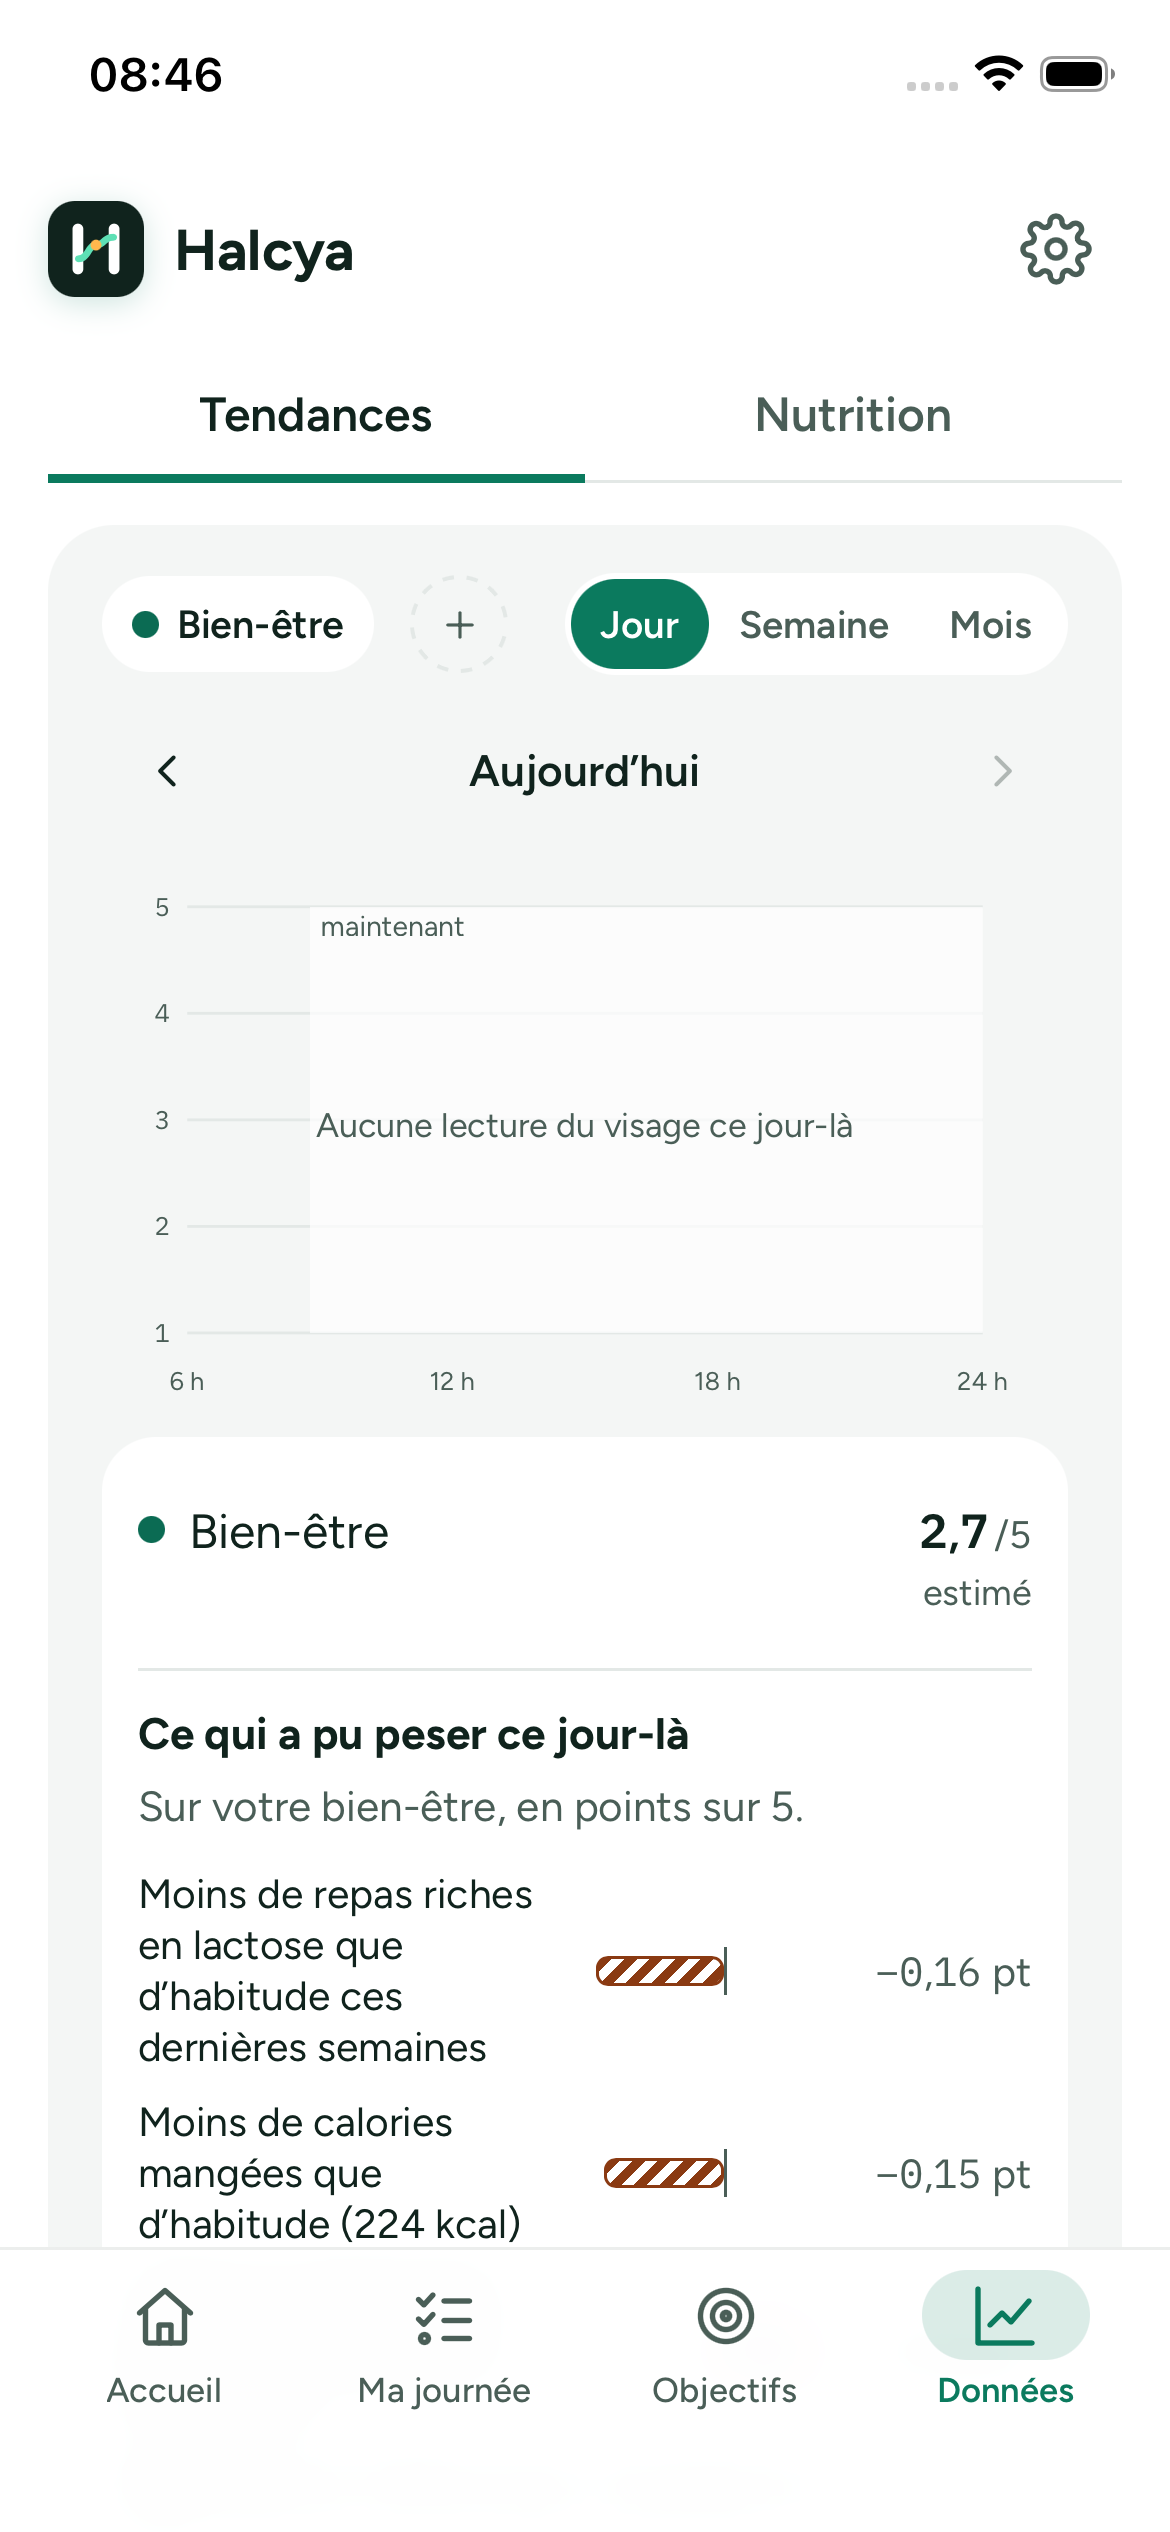 08:46
Halcya
Tendances
Nutrition
Bien-être
+
Jour
Semaine
Mois
Aujourd’hui
5
maintenant
4
3
Aucune lecture du visage ce jour-là
2
1
6 h
12 h
18 h
24 h
Bien-être
2,7 /5
estimé
Ce qui a pu peser ce jour-là
Sur votre bien-être, en points sur 5.
Moins de repas riches
en lactose que
d’habitude ces
dernières semaines
−0,16 pt
Moins de calories
mangées que
d’habitude (224 kcal)
−0,15 pt
Accueil
Ma journée
Objectifs
Données